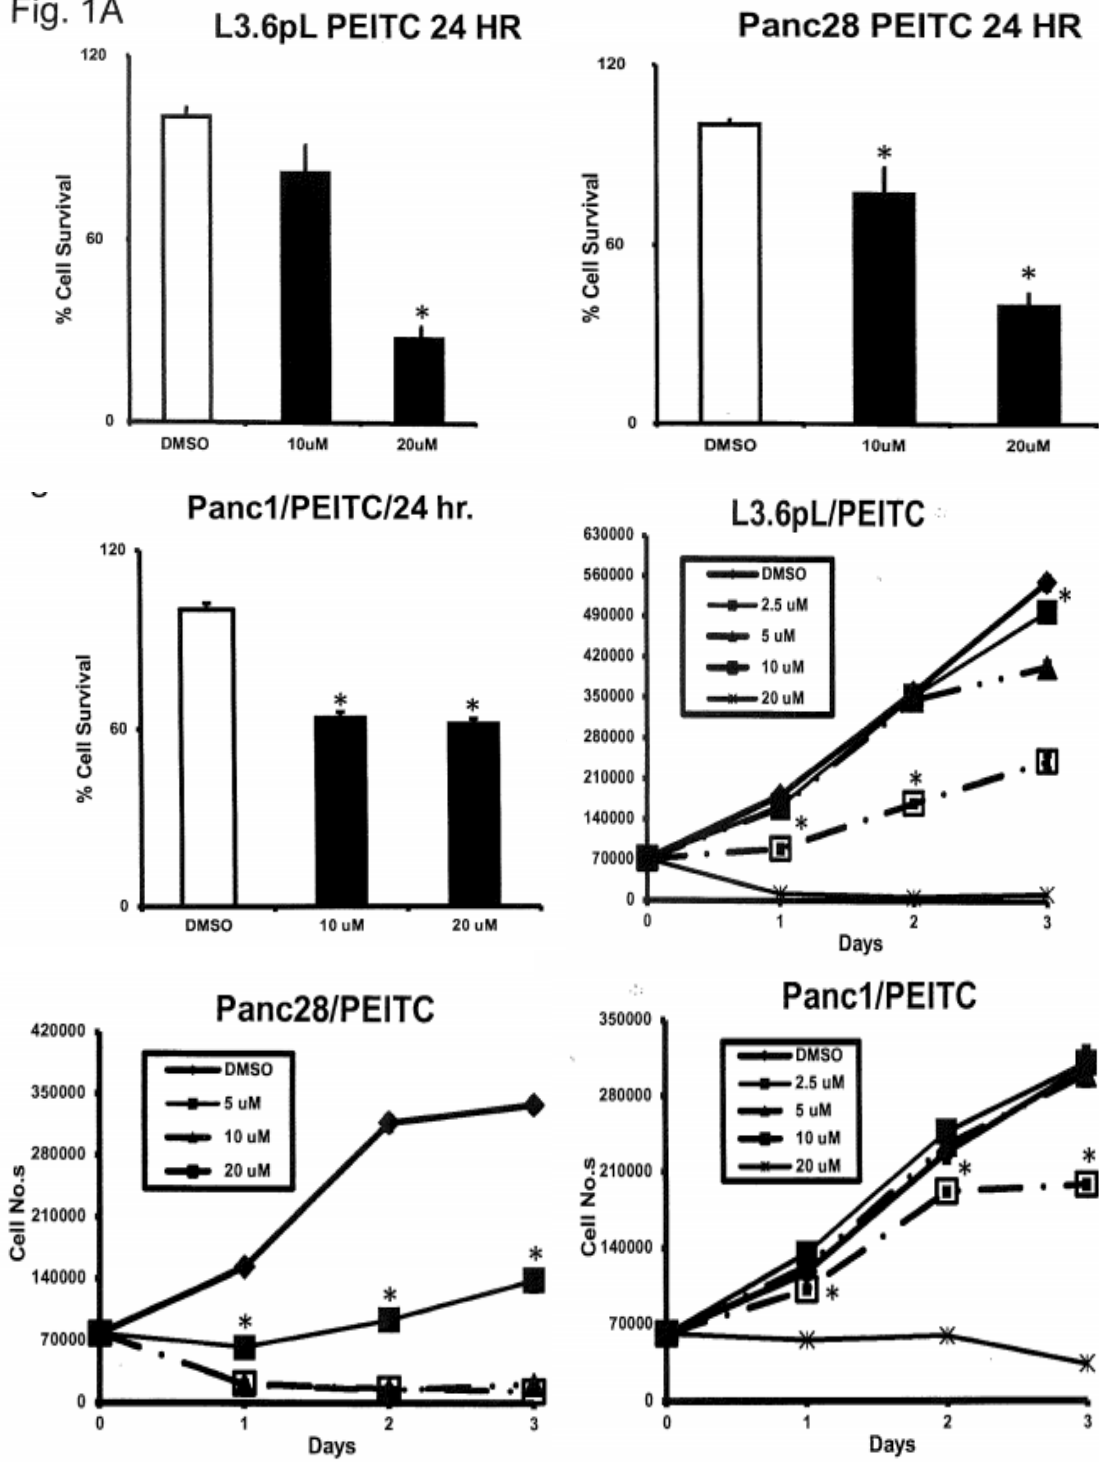 Fig. 1A
L3.6pL PEITC 24 HR
120
60
0
% Cell Survival
*
DMSO
10uM
20uM
Panc28 PEITC 24 HR
120
60
0
% Cell Survival
*
*
DMSO
10uM
20uM
Panc1/PEITC/24 hr.
120
60
0
% Cell Survival
*
*
DMSO
10 uM
20 uM
L3.6pL/PEITC
630000
560000
490000
420000
350000
280000
210000
140000
70000
0
DMSO
2.5 uM
5 uM
10 uM
20 uM
*
*
*
0
1
2
3
Days
Panc28/PEITC
420000
350000
280000
210000
140000
70000
0
Cell No.s
DMSO
5 uM
10 uM
20 uM
*
*
*
0
1
2
3
Days
Panc1/PEITC
350000
280000
210000
140000
70000
0
Cell No.s
DMSO
2.5 uM
5 uM
10 uM
20 uM
*
*
*
0
1
2
3
Days